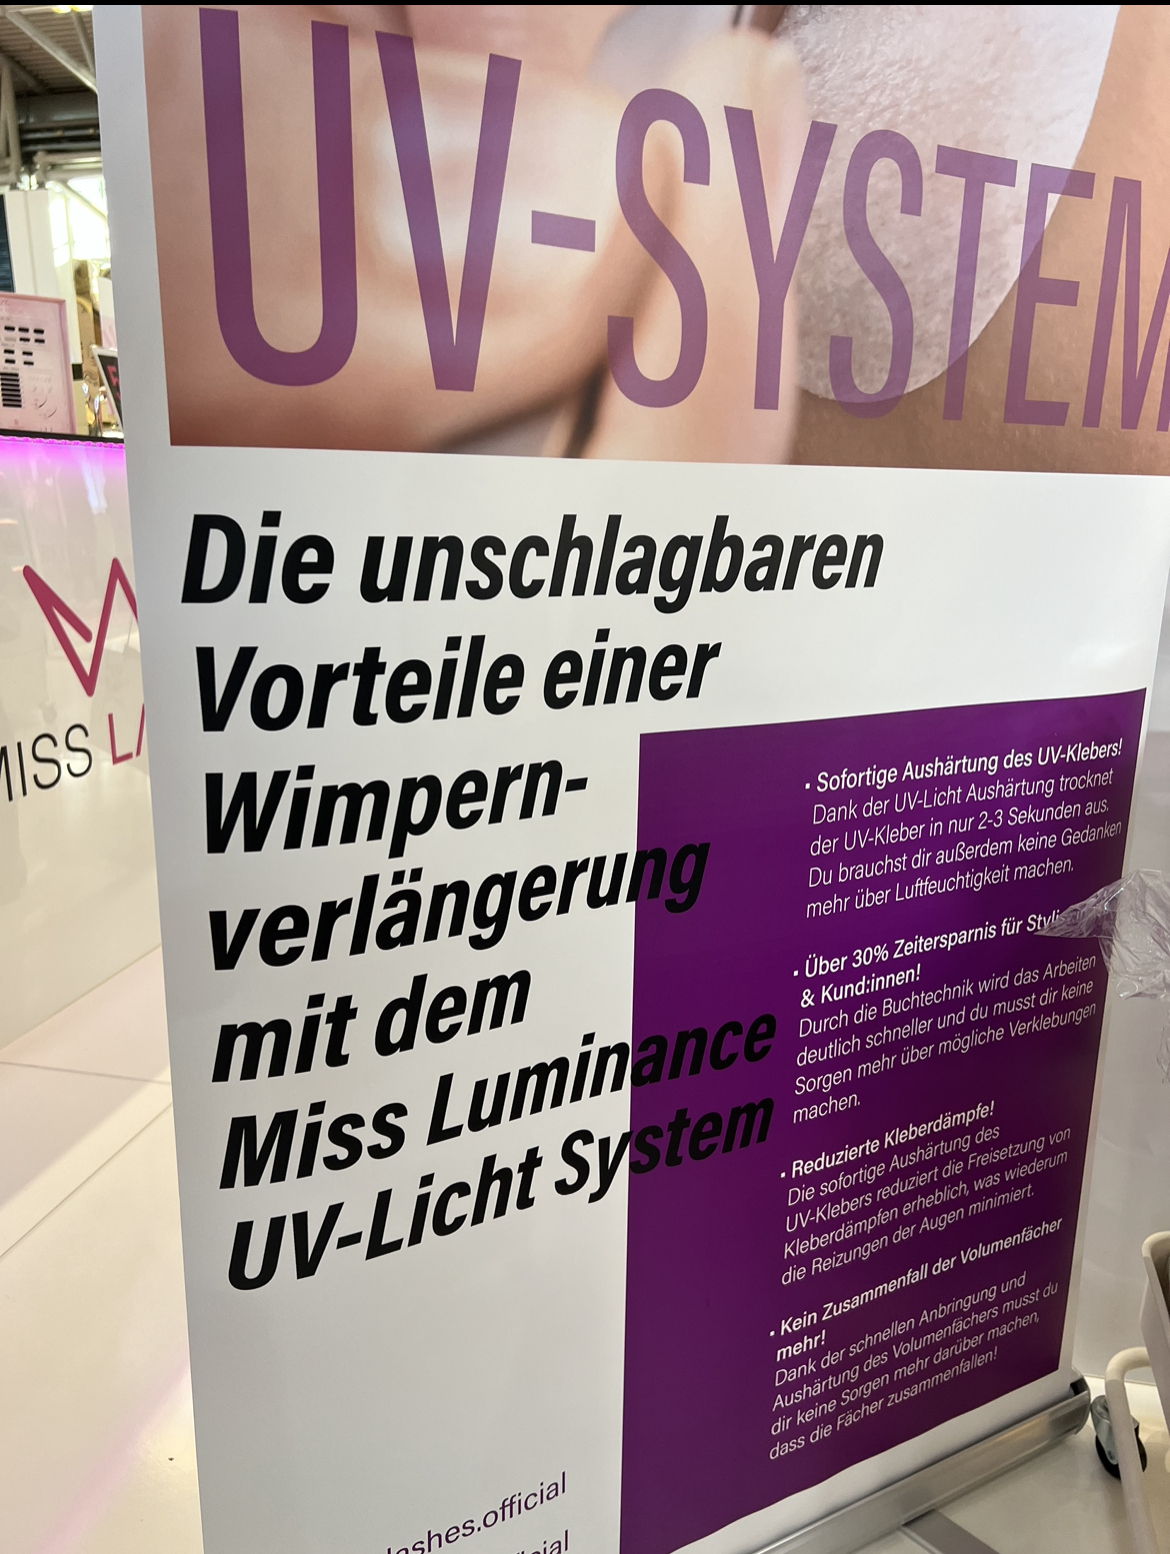 UV-SYSTEM
Die unschlagbaren
Vorteile einer
Wimpern-
verlängerung
mit dem
Miss Luminance
UV-Licht System
• Sofortige Aushärtung des UV-Klebers!
Dank der UV-Licht Aushärtung trocknet
der UV-Kleber in nur 2-3 Sekunden aus.
Du brauchst dir außerdem keine Gedanken
mehr über Luftfeuchtigkeit machen.
• Über 30% Zeitersparnis für
& Kund:innen!
Durch die Buchtechnik wird das Arbeiten
deutlich schneller und du musst dir keine
Sorgen mehr über mögliche Verklebungen
machen.
• Reduzierte Kleberdämpfe!
Die sofortige Aushärtung des
UV-Klebers reduziert die Freisetzung von
Kleberdämpfen erheblich, was wiederum
die Reizungen der Augen minimiert.
• Kein Zusammenfall der Volumenfächer
mehr!
Dank der schnellen Anbringung und
Aushärtung des Volumenfächers musst du
dir keine Sorgen mehr darüber machen,
dass die Fächer zusammenfallen!
lashes.official
MISS